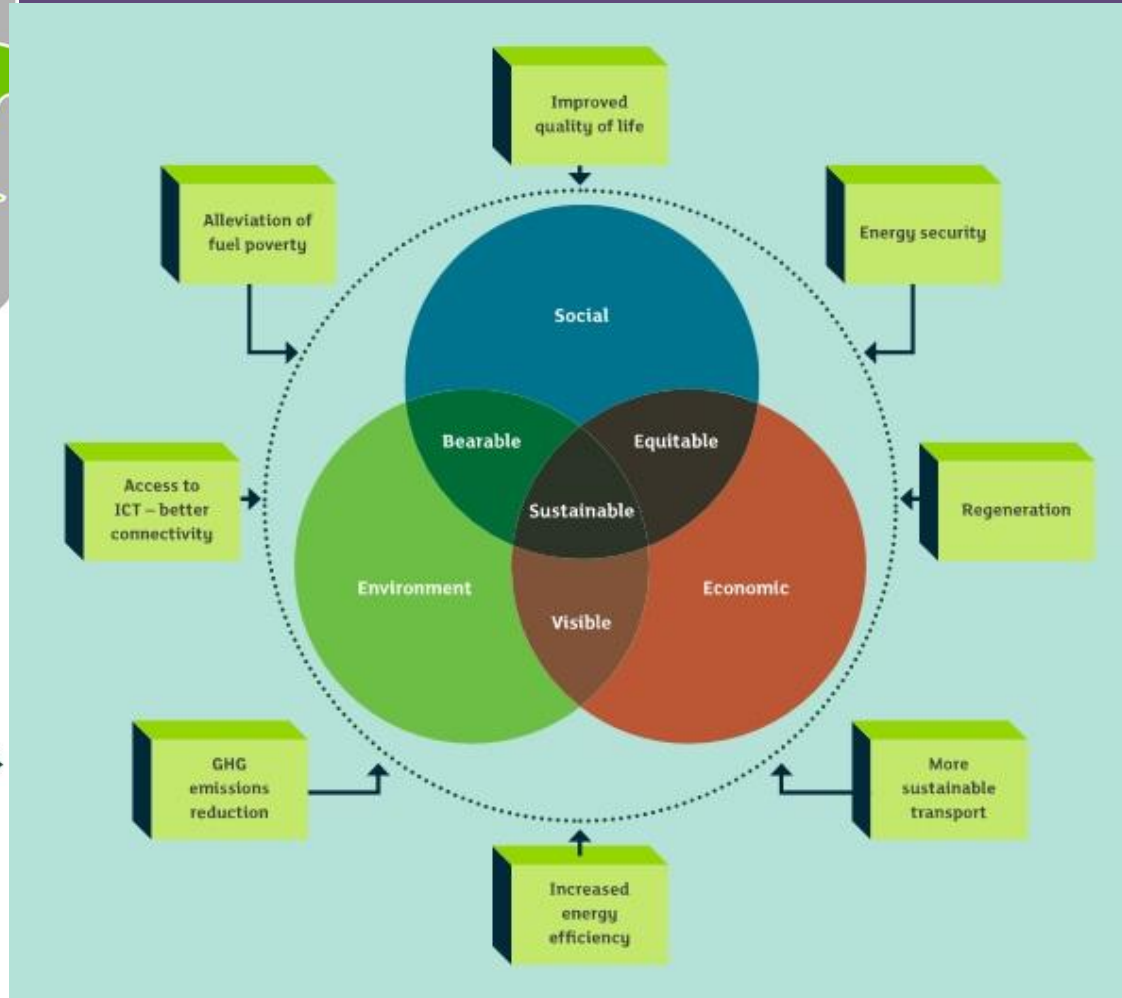 Improved
quality of life
Alleviation of
fuel poverty
Energy security
Social
Bearable
Equitable
Access to
ICT – better
connectivity
Sustainable
Regeneration
Environment
Economic
Visible
GHG
emissions
reduction
More
sustainable
transport
Increased
energy
efficiency